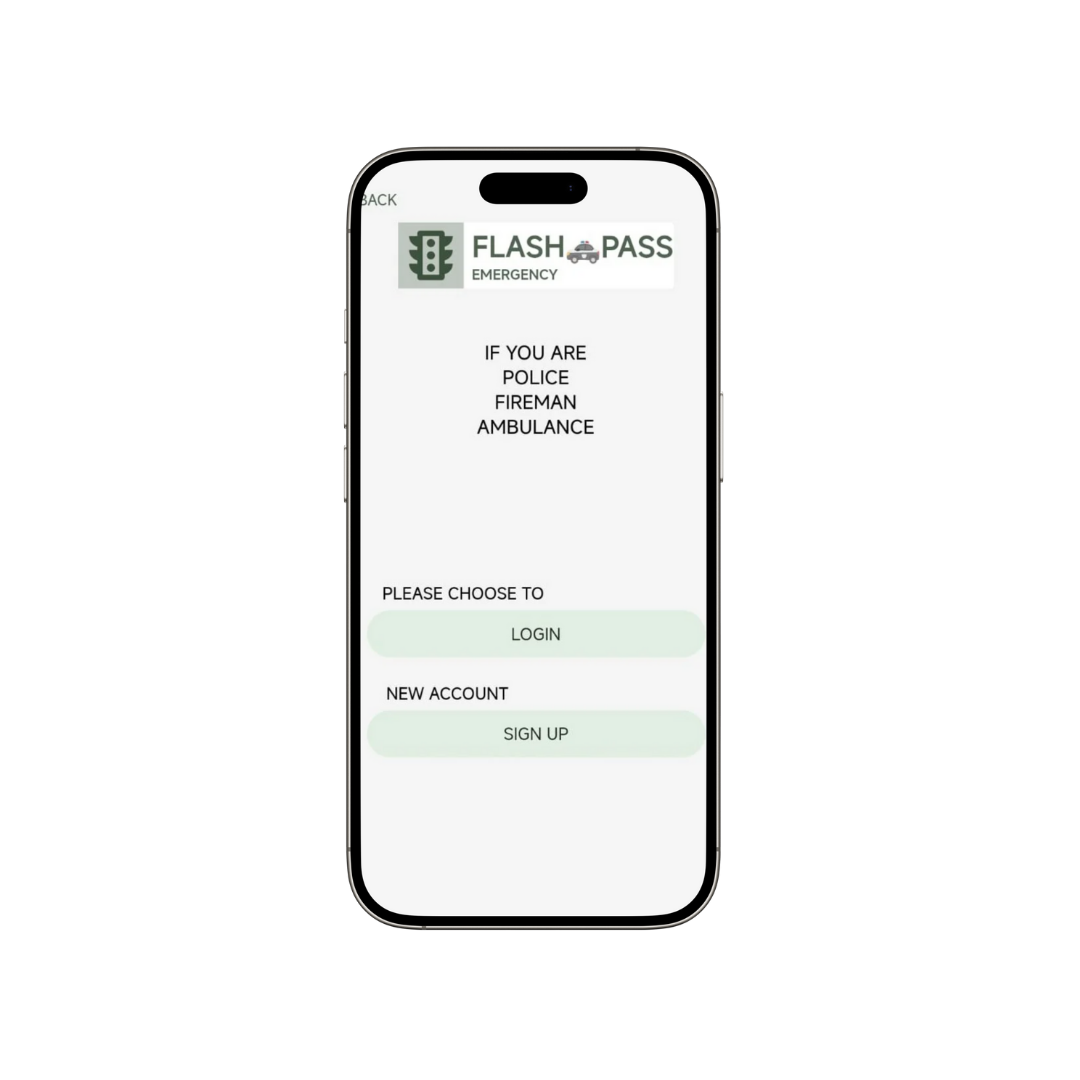 BACK
FLASH PASS
EMERGENCY
IF YOU ARE
POLICE
FIREMAN
AMBULANCE
PLEASE CHOOSE TO
LOGIN
NEW ACCOUNT
SIGN UP